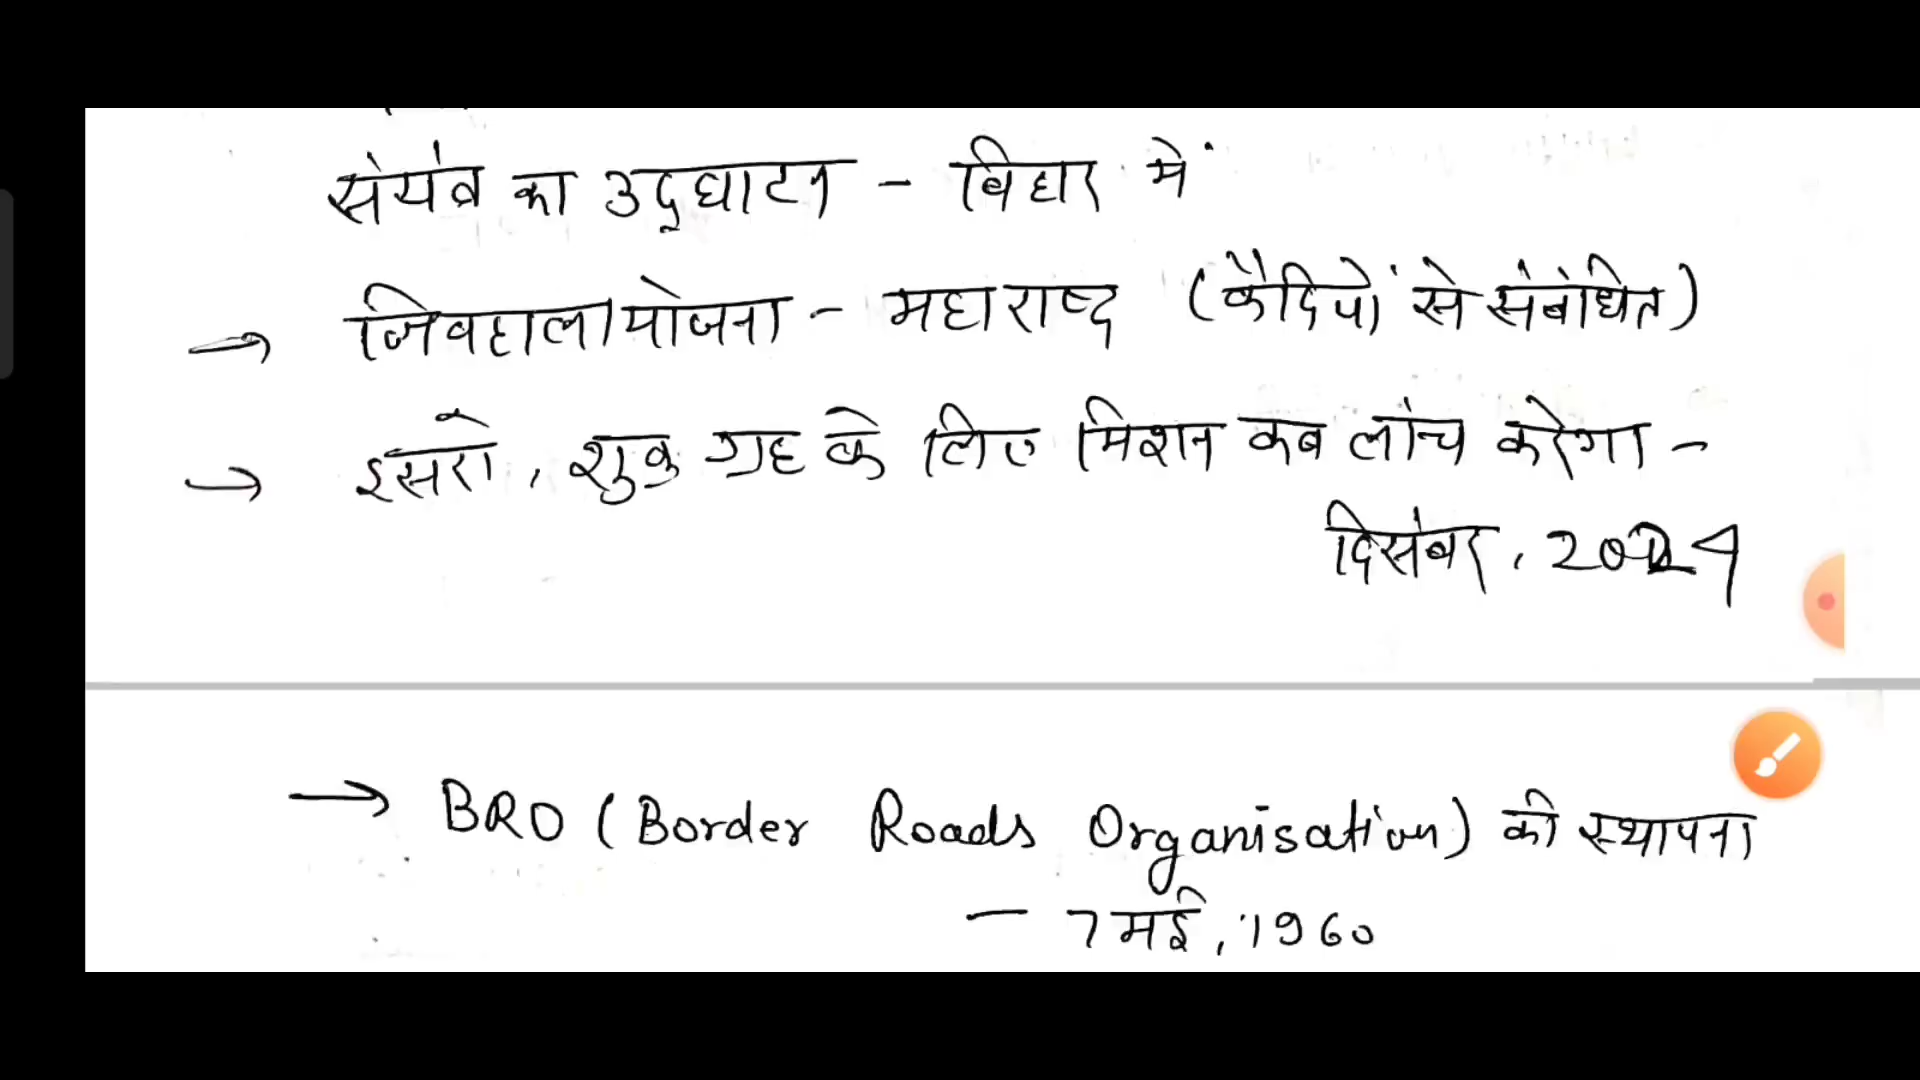 संयंत्र का उद्घाटन - बिहार में
→ जिवहाला योजना - महाराष्ट्र (कैदियों से संबंधित)
→ इसरो, शुक्र ग्रह के लिए मिशन कब लांच करेगा -
दिसंबर, 2024
→ BRO (Border Roads Organisation) की स्थापना
- 7 मई, 1960